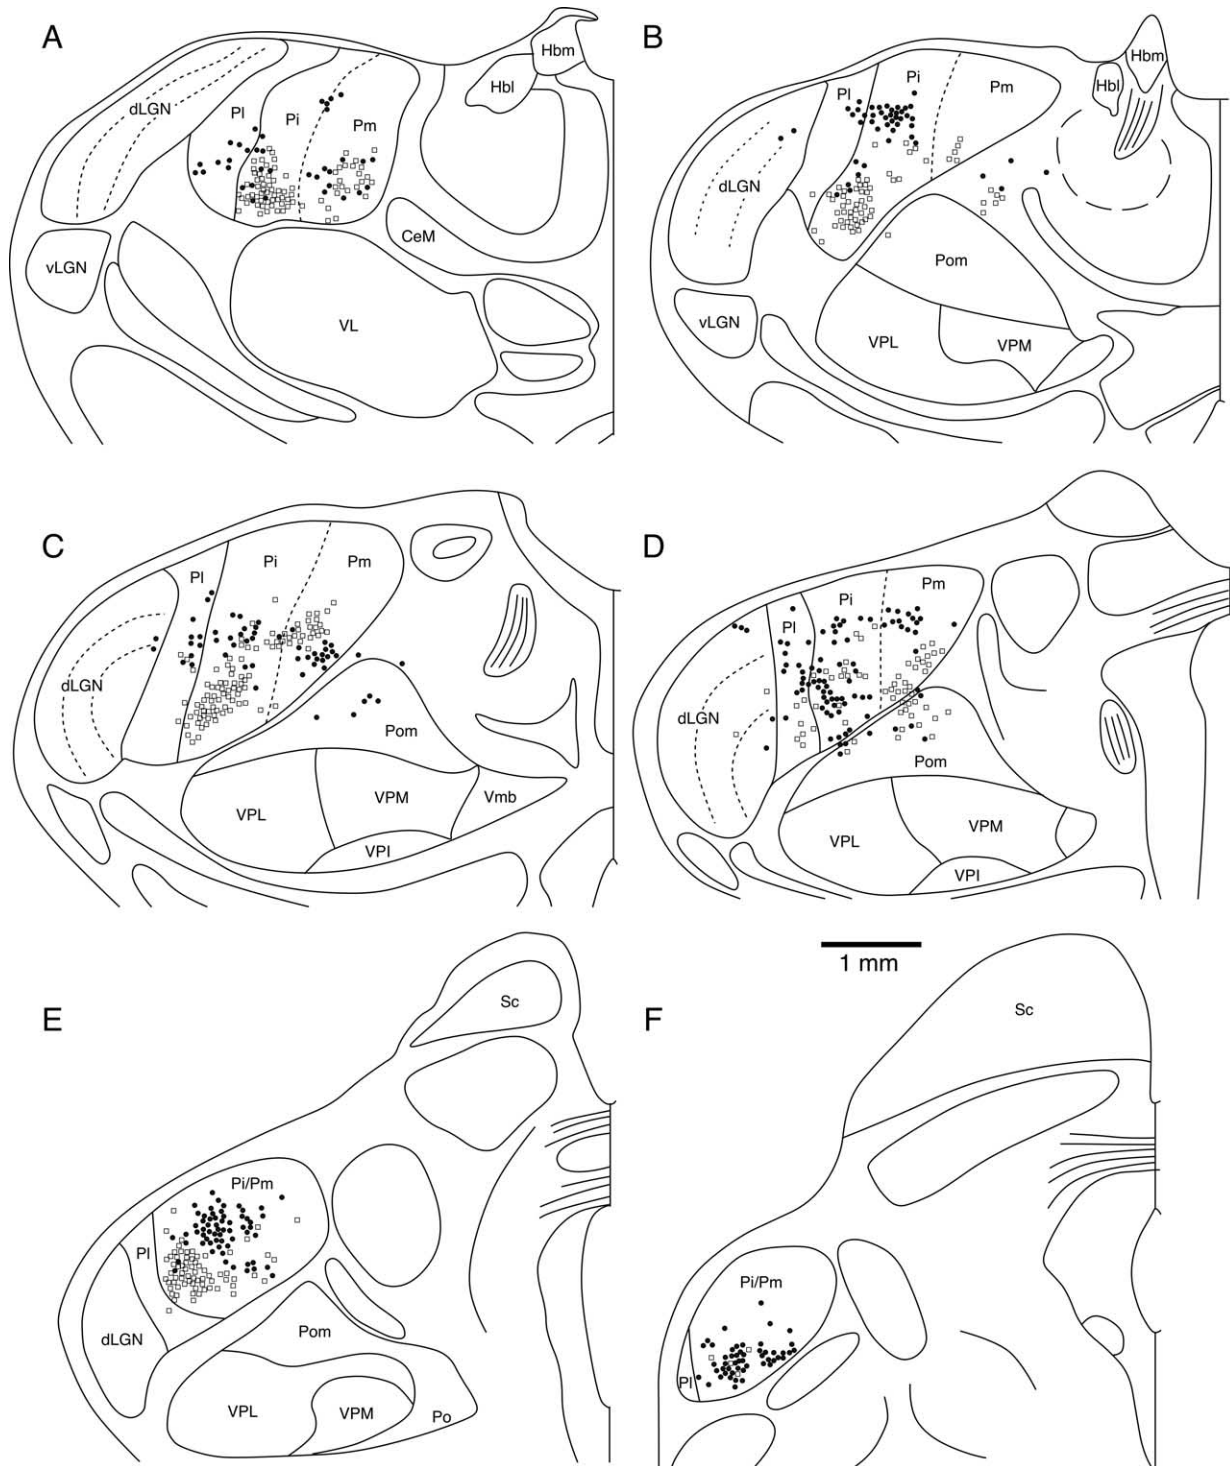 A
Hbm
Hbl
dLGN
Pl
Pi
Pm
CeM
vLGN
VL
B
Hbm
Hbl
Pi
Pl
Pm
dLGN
Pom
vLGN
VPL
VPM
C
Pl
Pi
Pm
dLGN
Pom
VPL
VPM
Vmb
VPI
D
Pm
Pi
Pl
dLGN
Pom
VPL
VPM
VPI
1 mm
E
Sc
Pi/Pm
Pl
dLGN
Pom
VPL
VPM
Po
F
Sc
Pi/Pm
Pl